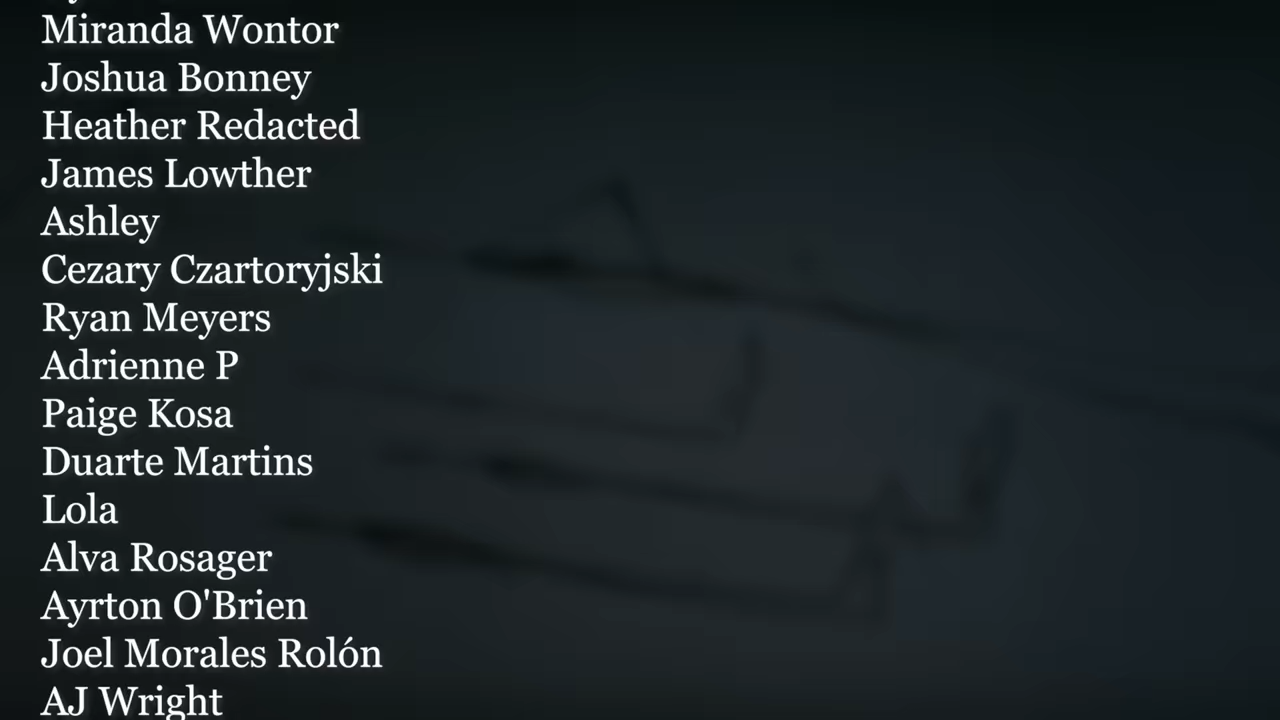 Miranda Wontor
Joshua Bonney
Heather Redacted
James Lowther
Ashley
Cezary Czartoryjski
Ryan Meyers
Adrienne P
Paige Kosa
Duarte Martins
Lola
Alva Rosager
Ayrton O'Brien
Joel Morales Rolón
AJ Wright